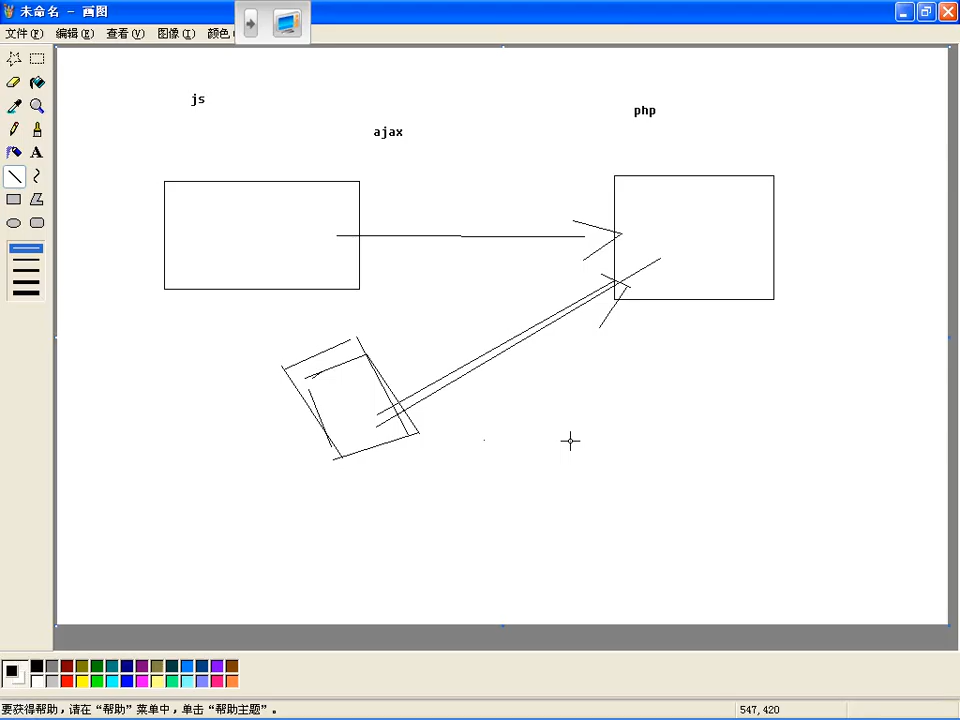 未命名 - 画图
文件(F) 编辑(E) 查看(V) 图像(I) 颜色
js
php
ajax
A
要获得帮助，请在“帮助”菜单中，单击“帮助主题”。
547,420